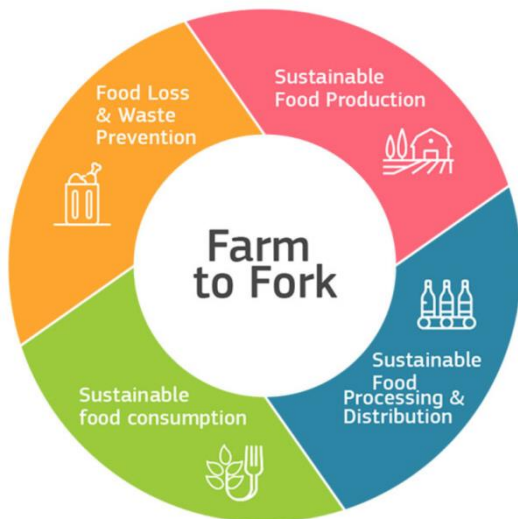 Food Loss
& Waste
Prevention
Sustainable
Food Production
Farm
to Fork
Sustainable
Food
Processing &
Distribution
Sustainable
food consumption